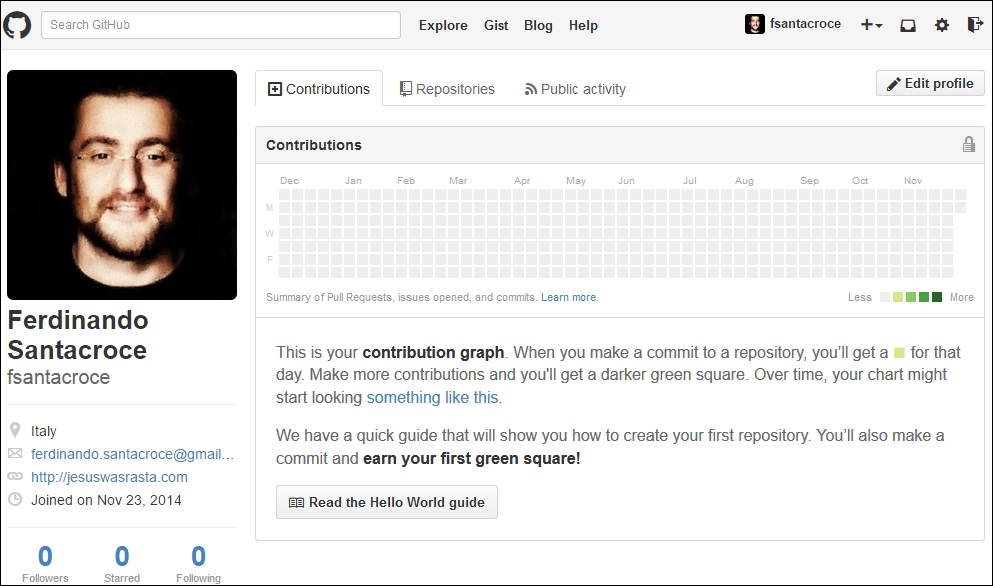 Search GitHub
Explore Gist Blog Help
fsantacroce
Contributions Repositories Public activity
Edit profile
Contributions
Dec Jan Feb Mar Apr May Jun Jul Aug Sep Oct Nov
M
W
F
Summary of Pull Requests, issues opened, and commits. Learn more.
Less More
This is your contribution graph. When you make a commit to a repository, you’ll get a for that
day. Make more contributions and you'll get a darker green square. Over time, your chart might
start looking something like this.
We have a quick guide that will show you how to create your first repository. You’ll also make a
commit and earn your first green square!
Read the Hello World guide
Ferdinando
Santacroce
fsantacroce
Italy
ferdinando.santacroce@gmail...
http://jesuswasrasta.com
Joined on Nov 23, 2014
0 0 0
Followers Starred Following